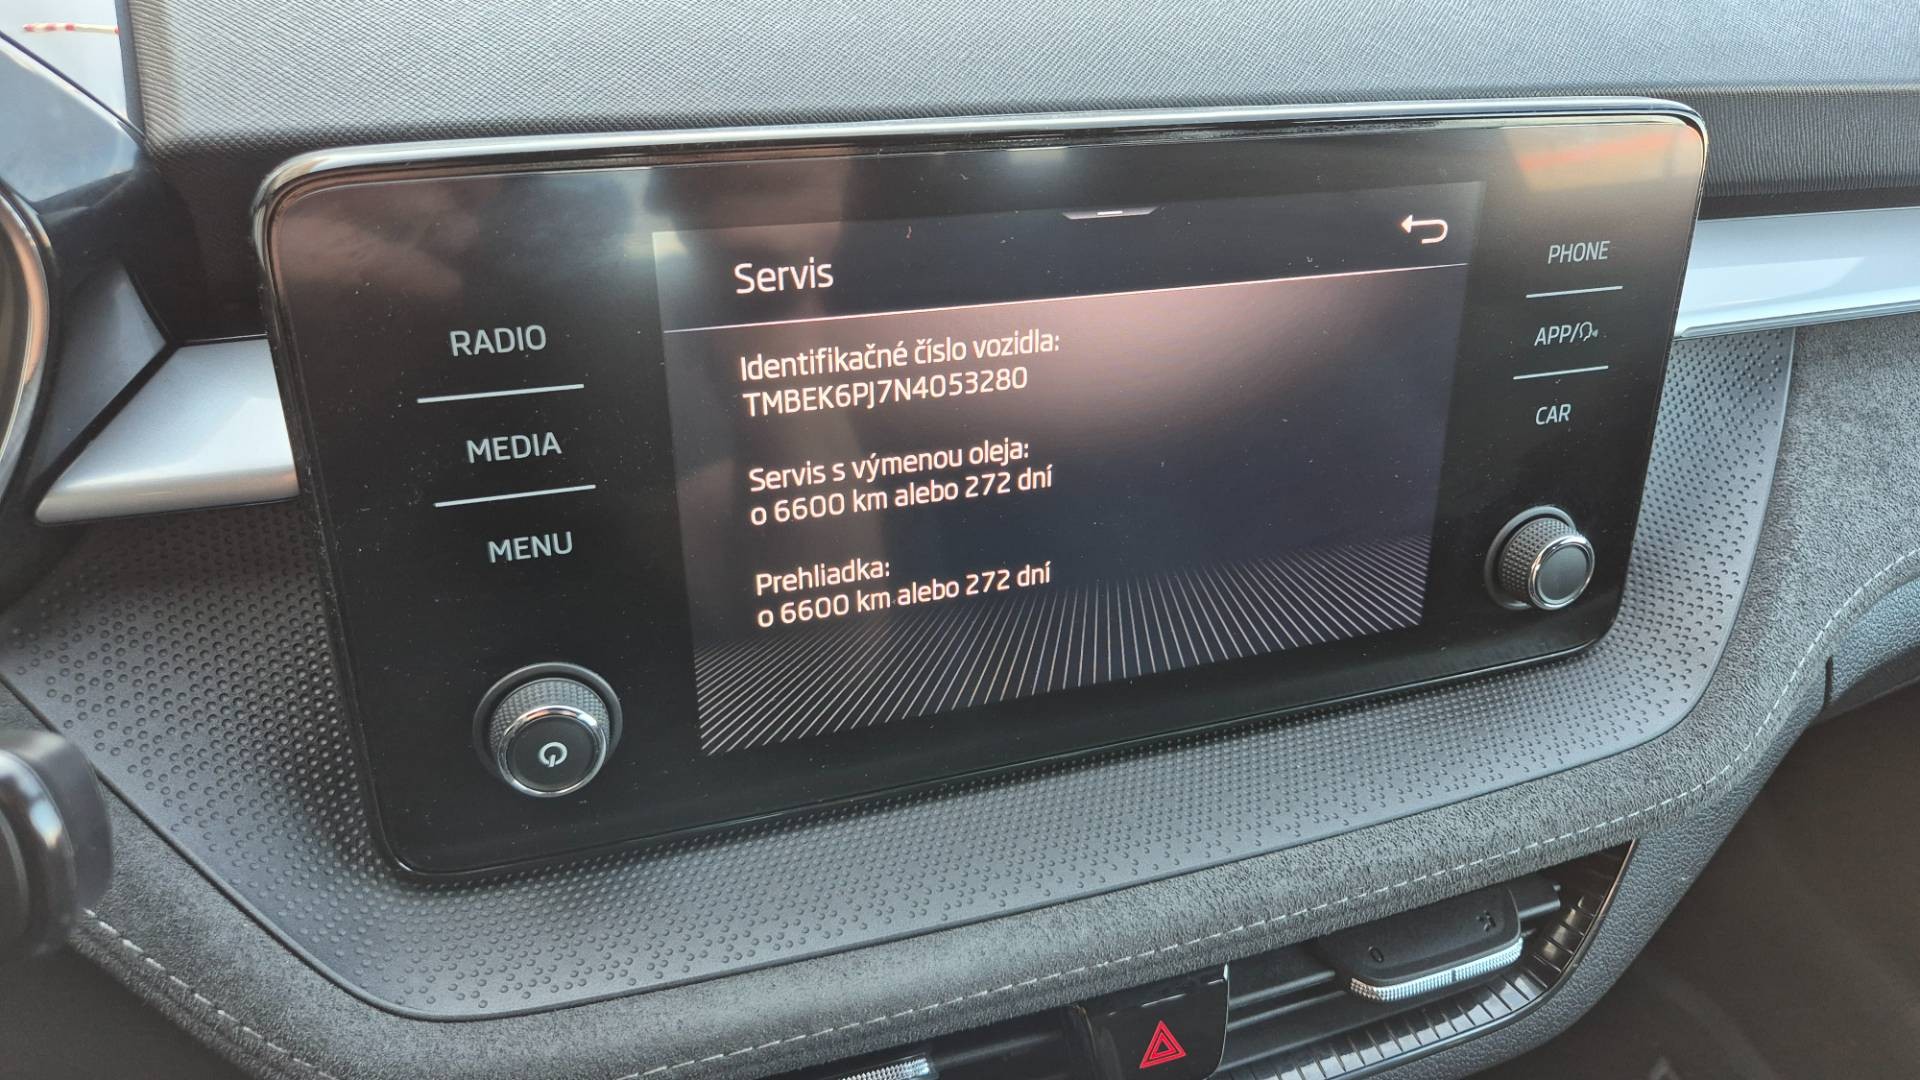 RADIO
MEDIA
MENU
Servis
Identifikačné číslo vozidla:
TMBEK6PJ7N4053280
Servis s výmenou oleja:
o 6600 km alebo 272 dní
Prehliadka:
o 6600 km alebo 272 dní
PHONE
APP/
CAR